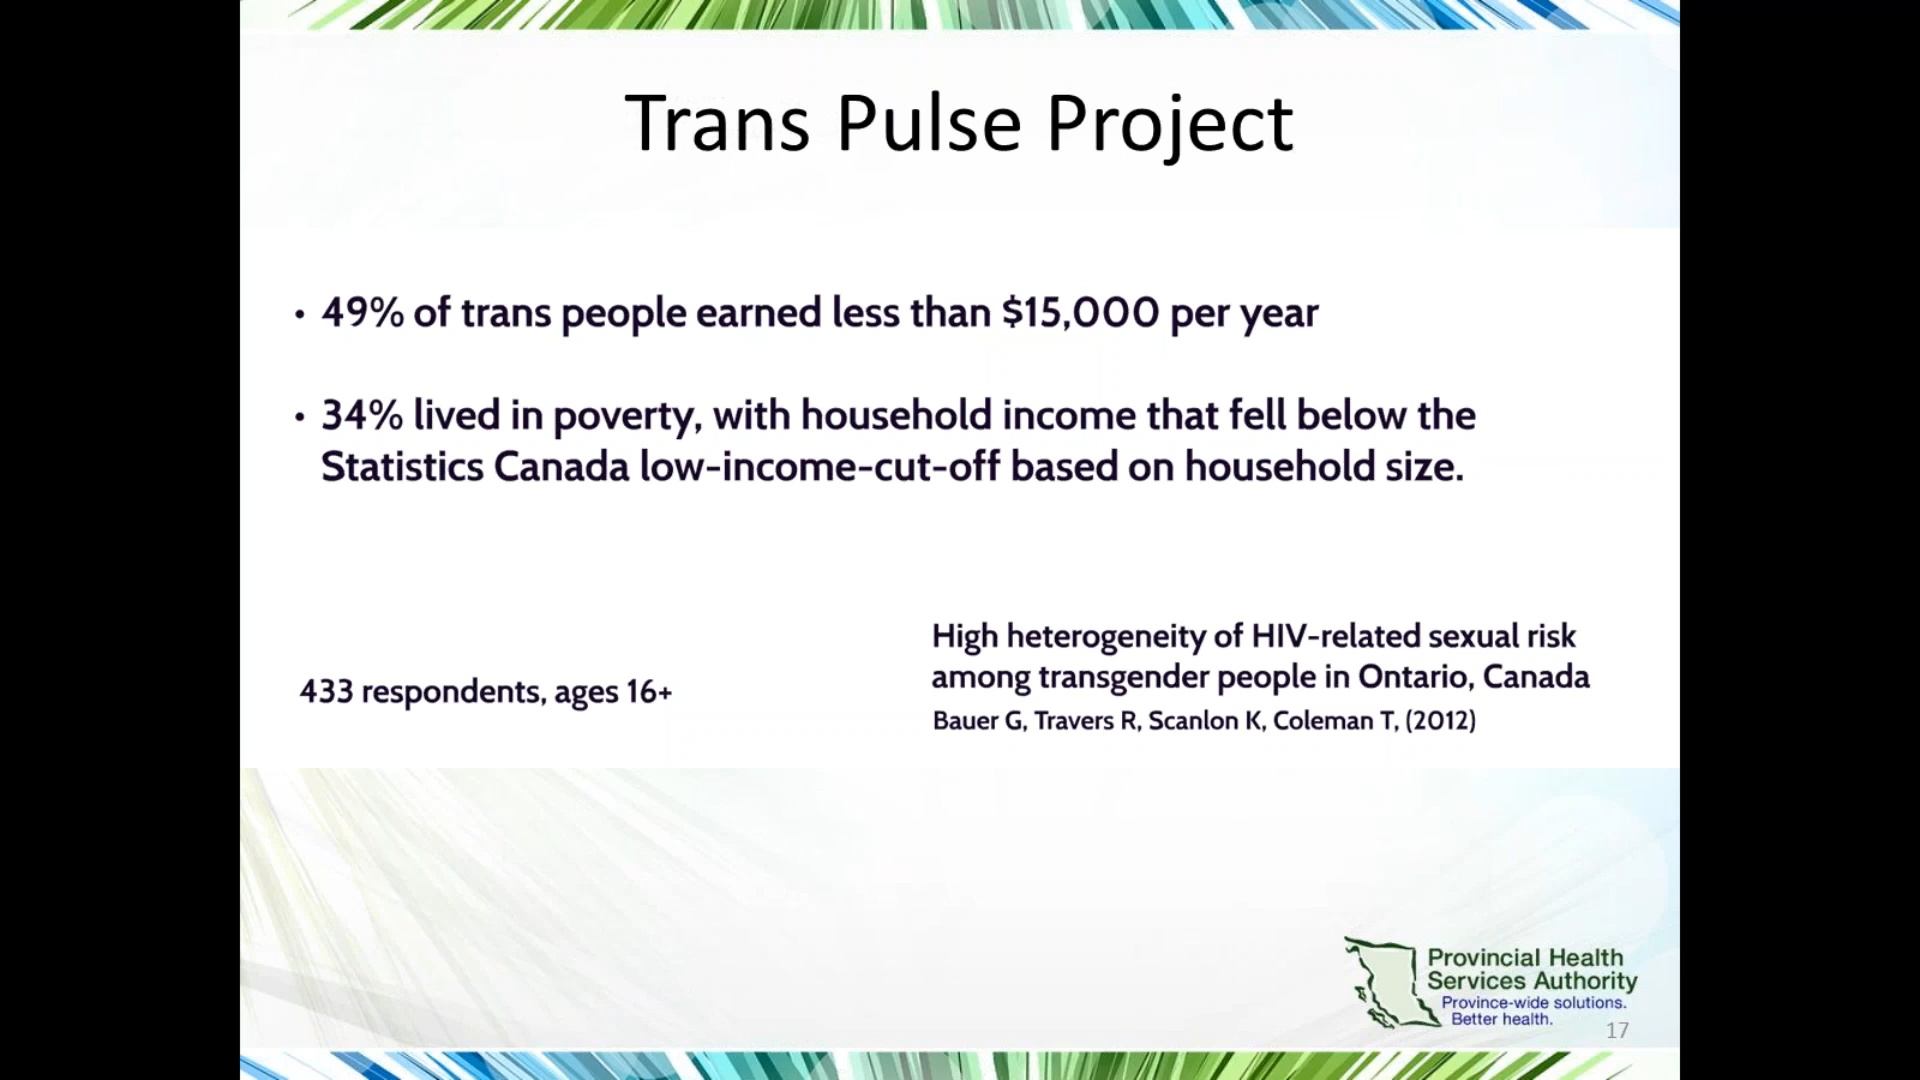 Trans Pulse Project
• 49% of trans people earned less than $15,000 per year
• 34% lived in poverty, with household income that fell below the
Statistics Canada low-income-cut-off based on household size.
433 respondents, ages 16+
High heterogeneity of HIV-related sexual risk
among transgender people in Ontario, Canada
Bauer G, Travers R, Scanlon K, Coleman T, (2012)
Provincial Health
Services Authority
Province-wide solutions.
Better health.
17